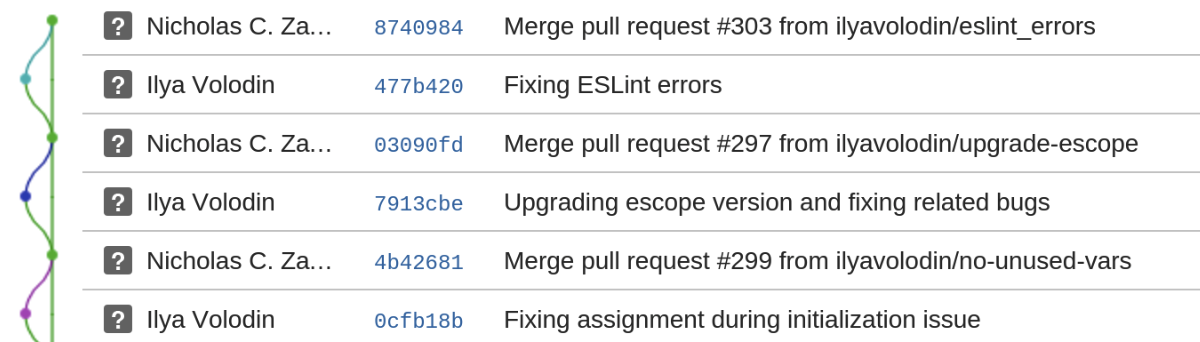 Nicholas C. Za... 8740984 Merge pull request #303 from ilyavolodin/eslint_errors
Ilya Volodin 477b420 Fixing ESLint errors
Nicholas C. Za... 03090fd Merge pull request #297 from ilyavolodin/upgrade-escope
Ilya Volodin 7913cbe Upgrading escope version and fixing related bugs
Nicholas C. Za... 4b42681 Merge pull request #299 from ilyavolodin/no-unused-vars
Ilya Volodin 0cfb18b Fixing assignment during initialization issue